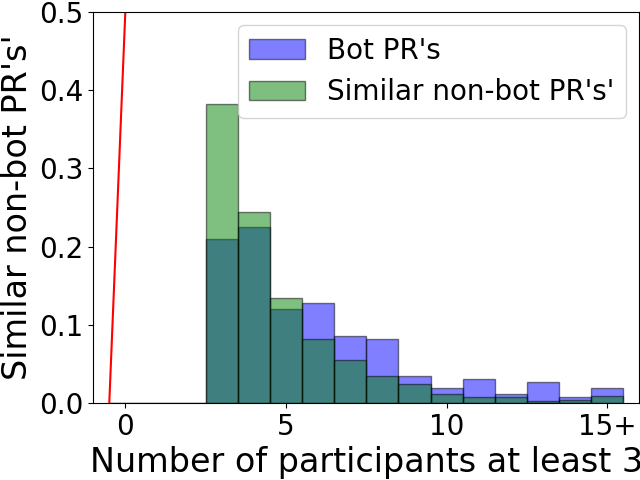 Bot PR's
Similar non-bot PR's'
Similar non-bot PR's'
0.5
0.4
0.3
0.2
0.1
0.0
0 5 10 15+
Number of participants at least 3